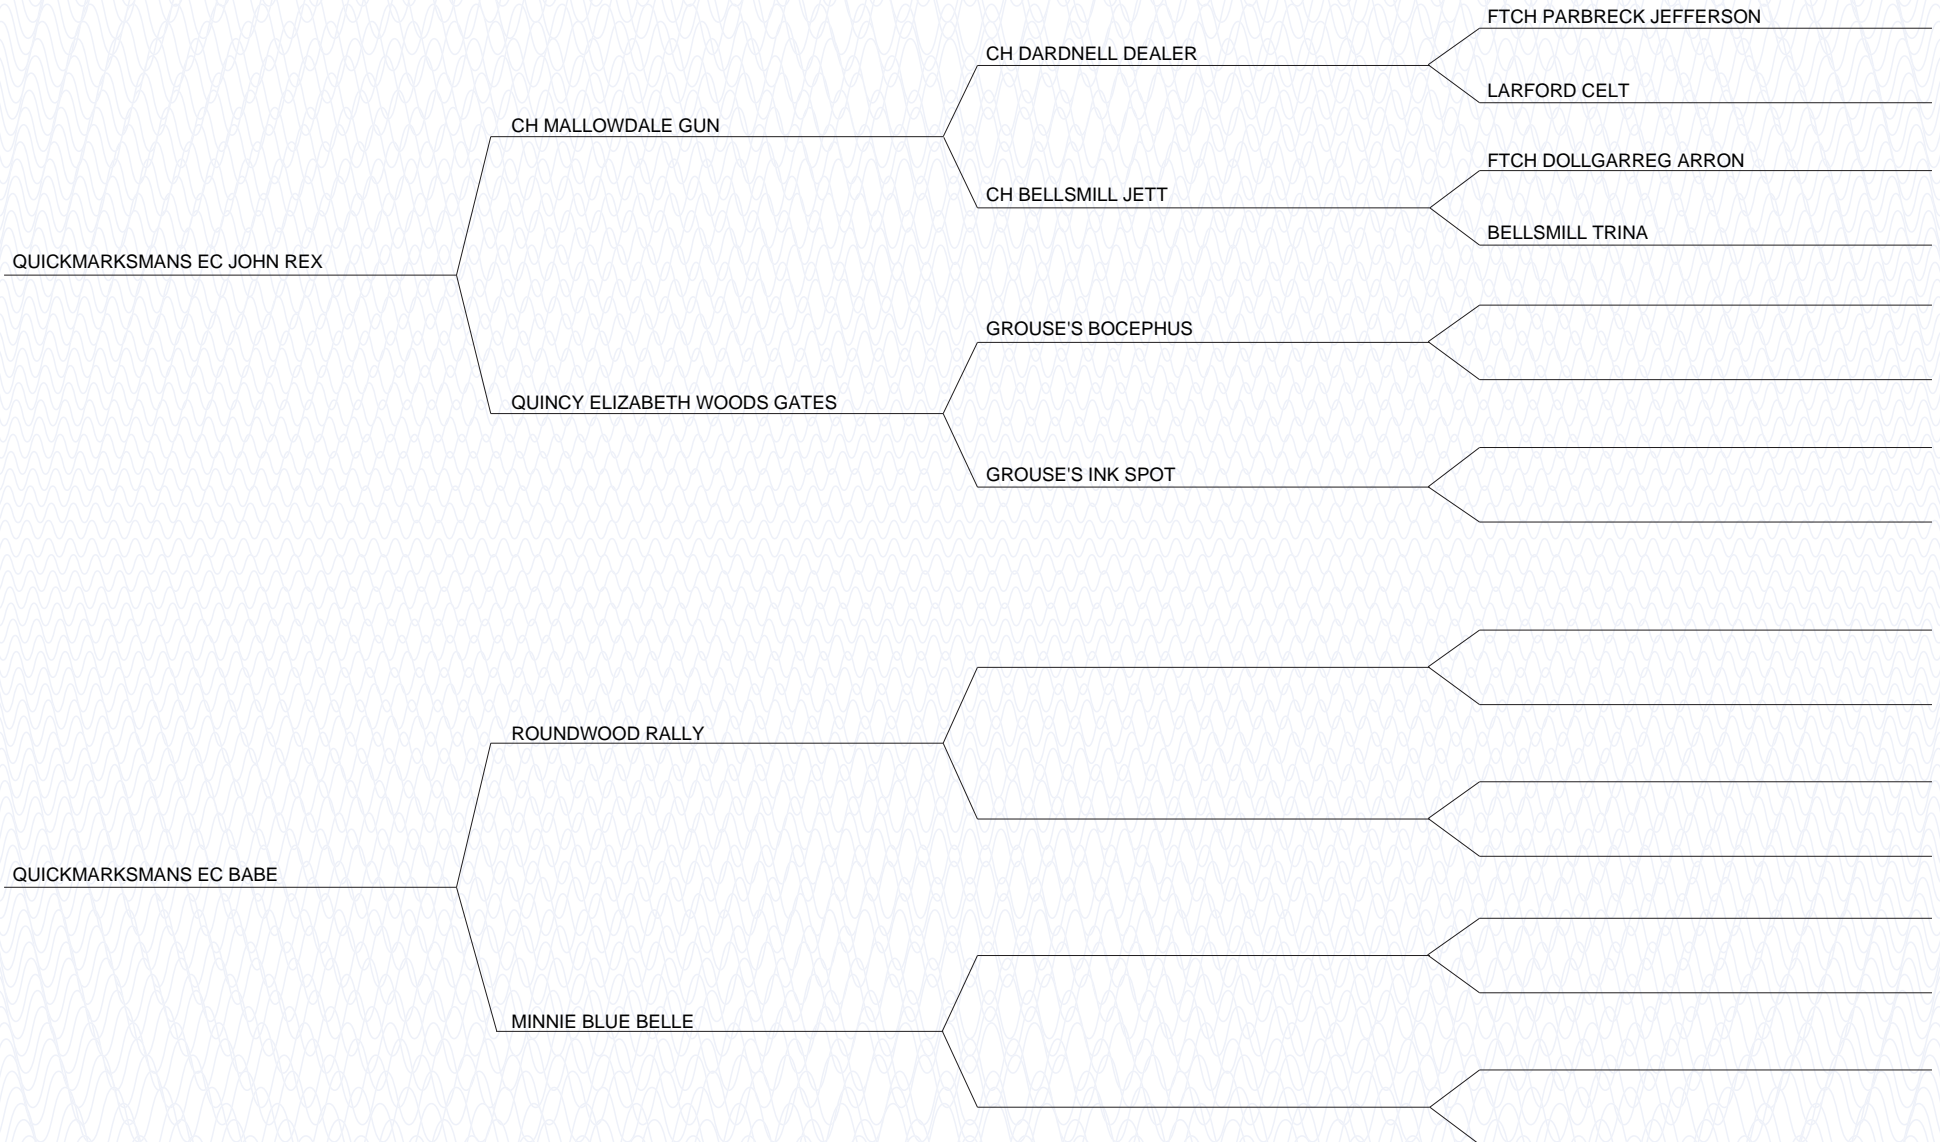 FTCH PARBRECK JEFFERSON
CH DARDNELL DEALER
LARFORD CELT
CH MALLOWDALE GUN
FTCH DOLLGARREG ARRON
CH BELLSMILL JETT
BELLSMILL TRINA
QUICKMARKSMANS EC JOHN REX
GROUSE'S BOCEPHUS
QUINCY ELIZABETH WOODS GATES
GROUSE'S INK SPOT
ROUNDWOOD RALLY
QUICKMARKSMANS EC BABE
MINNIE BLUE BELLE